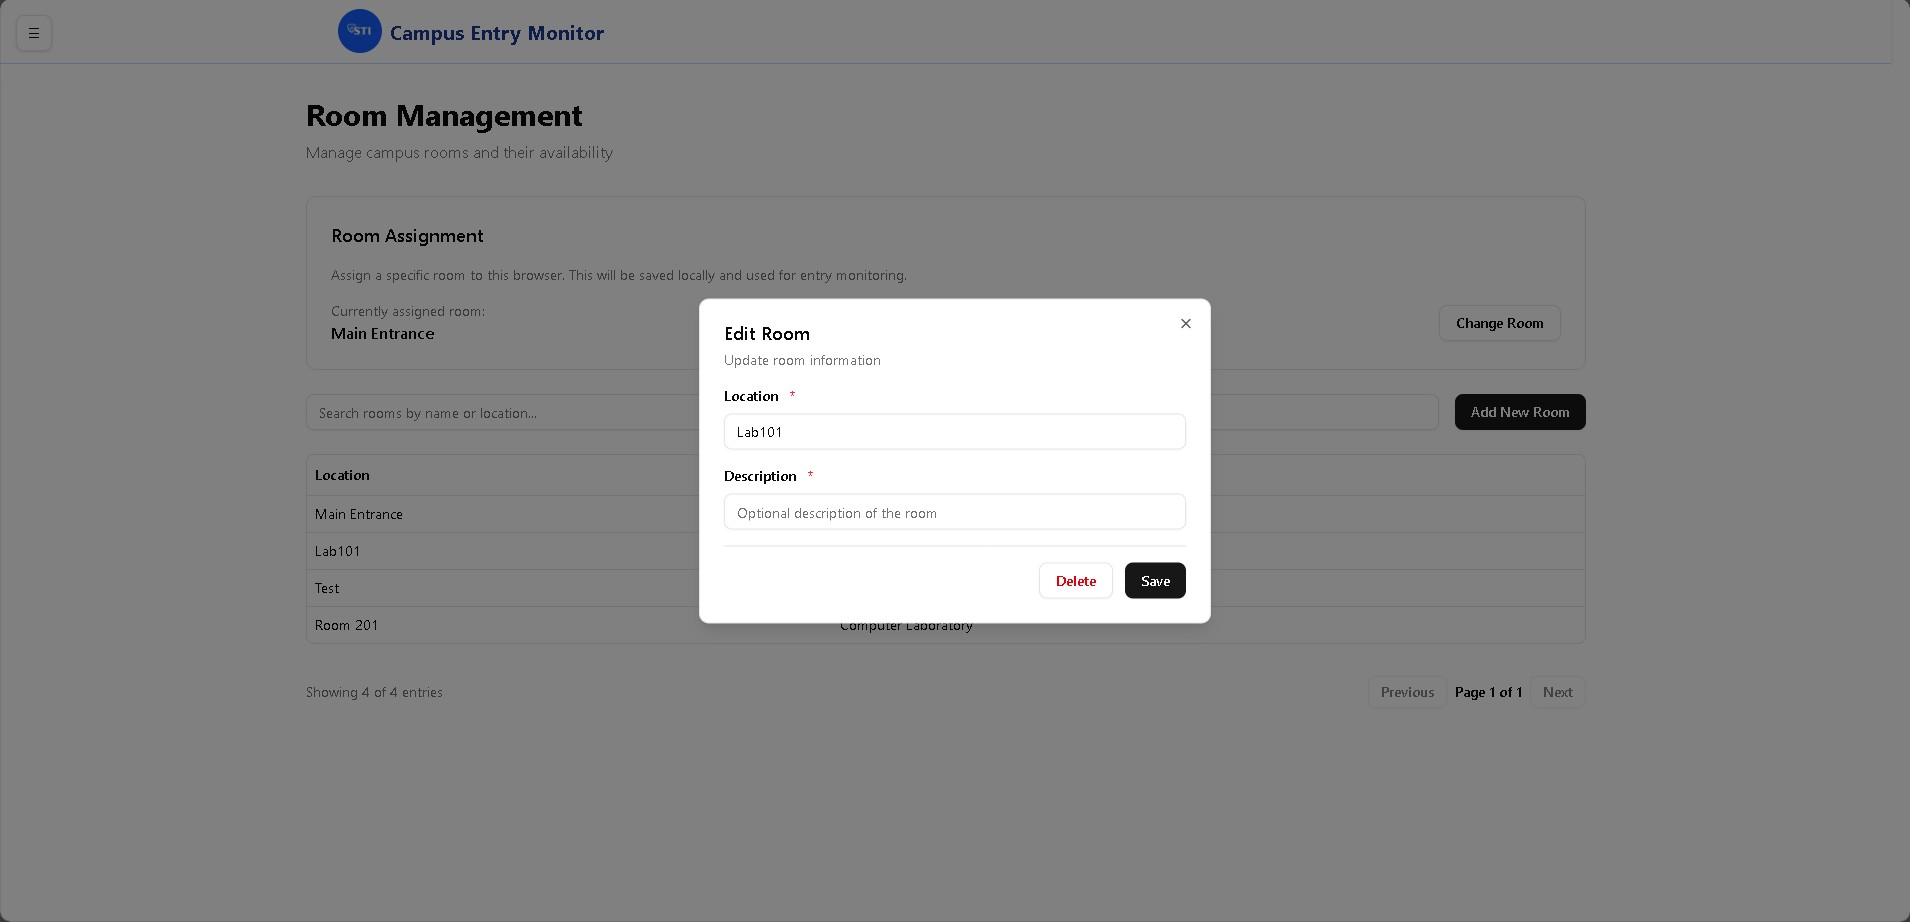 ☰
STI
Campus Entry Monitor
Room Management
Manage campus rooms and their availability
Room Assignment
Assign a specific room to this browser. This will be saved locally and used for entry monitoring.
Currently assigned room:
Main Entrance
Change Room
Search rooms by name or location...
Add New Room
Location
Main Entrance
Lab101
Test
Room 201 Computer Laboratory
Showing 4 of 4 entries
Previous Page 1 of 1 Next
Edit Room
Update room information
Location *
Lab101
Description *
Optional description of the room
Delete Save